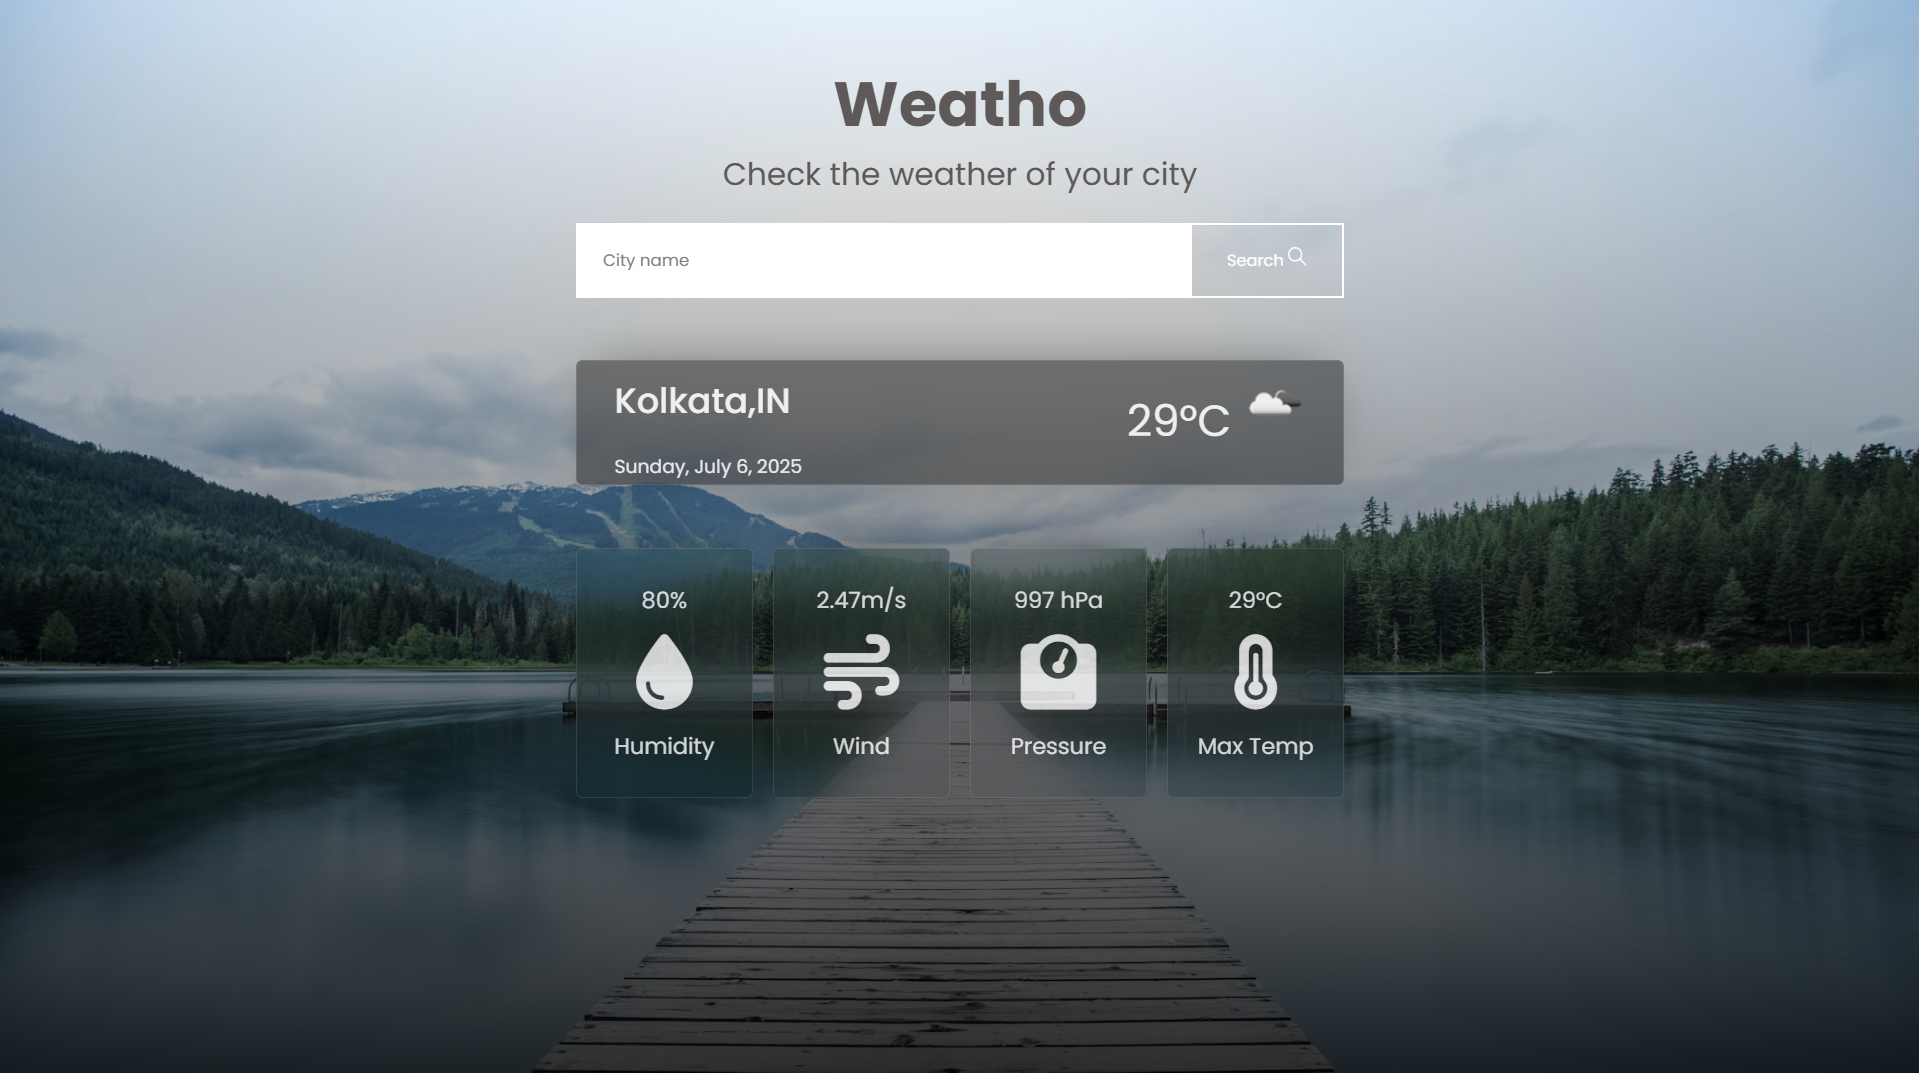 Weatho
Check the weather of your city
City name
Search
Kolkata,IN
29°C
Sunday, July 6, 2025
80%
2.47m/s
997 hPa
29°C
Humidity
Wind
Pressure
Max Temp